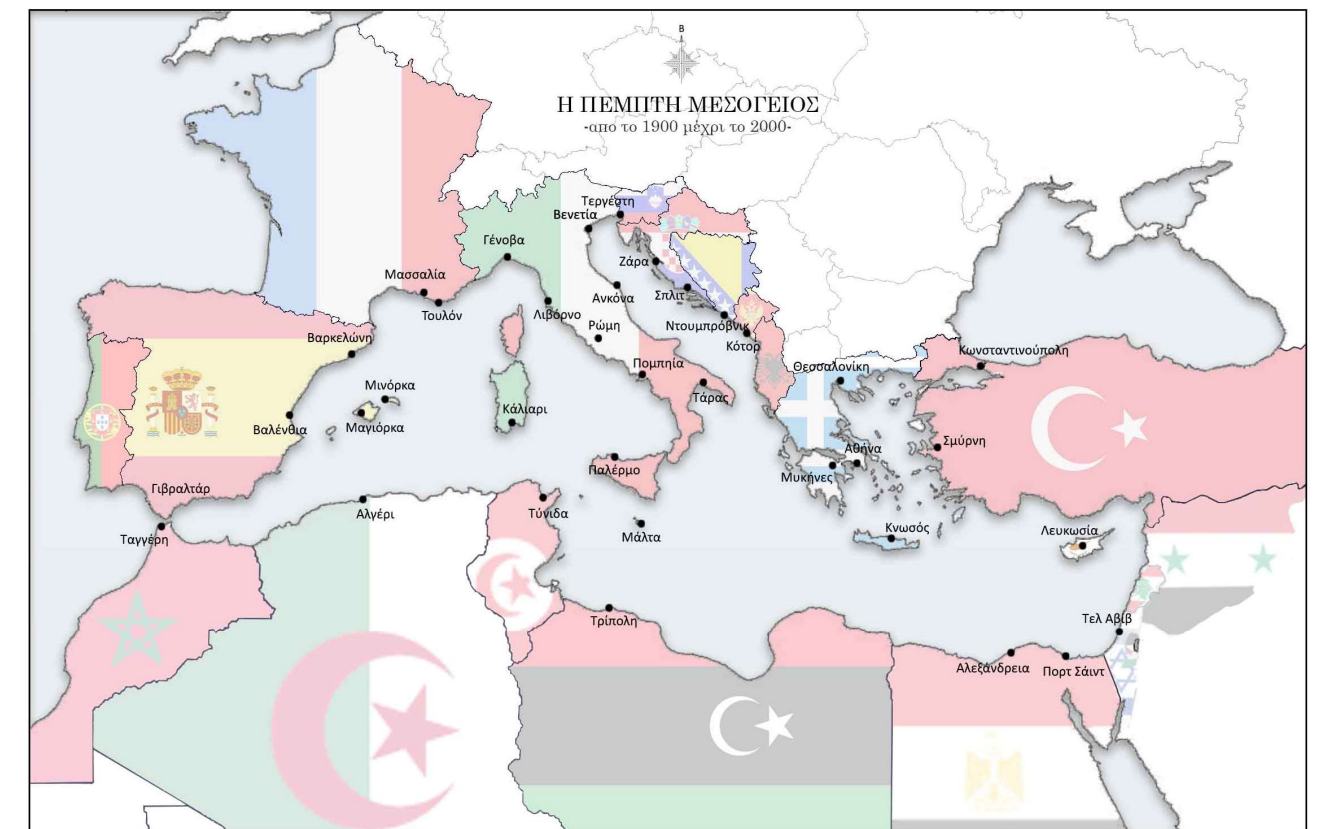 Β
Η ΠΕΜΠΤΗ ΜΕΣΟΓΕΙΟΣ
-από το 1900 μέχρι το 2000-
Τεργέστη
Βενετία
Γένοβα
Ζάρα
Μασσαλία
Τουλόν
Λιβόρνο
Ανκόνα
Σπλιτ
Ρώμη
Ντουμπρόβνικ
Κότορ
Βαρκελώνη
Κωνσταντινούπολη
Πομπηία
Θεσσαλονίκη
Μινόρκα
Τάρας
Κάλιαρι
Μαγιόρκα
Βαλένθια
Σμύρνη
Αθήνα
Παλέρμο
Μυκήνες
Γιβραλτάρ
Αλγέρι
Τύνιδα
Μάλτα
Κνωσός
Λευκωσία
Ταγγέρη
Τρίπολη
Τελ Αβίβ
Αλεξάνδρεια
Πορτ Σάιντ